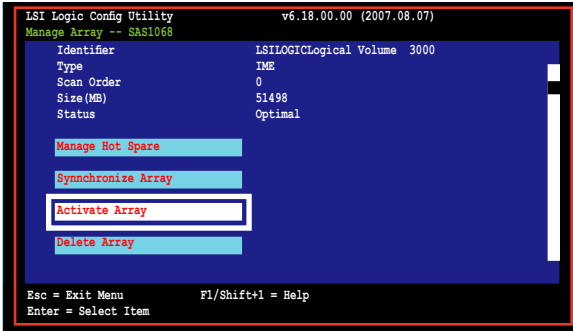 LSI Logic Config Utility v6.18.00.00 (2007.08.07)
Manage Array -- SAS1068
Identifier LSILOGICLogical Volume 3000
Type IME
Scan Order 0
Size(MB) 51498
Status Optimal
Manage Hot Spare
Synnchronize Array
Activate Array
Delete Array
Esc = Exit Menu F1/Shift+1 = Help
Enter = Select Item